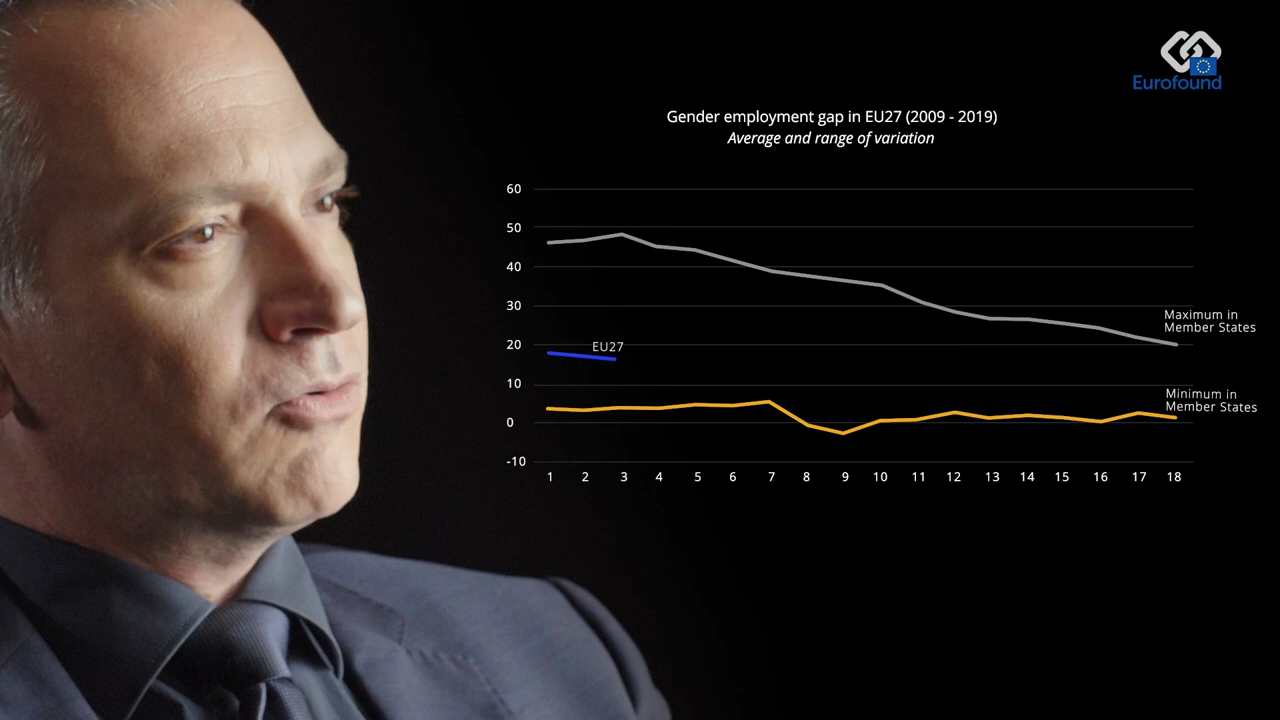 Eurofound
Gender employment gap in EU27 (2009 - 2019)
Average and range of variation
60
50
40
30
20
10
0
-10
Maximum in
Member States
EU27
Minimum in
Member States
1 2 3 4 5 6 7 8 9 10 11 12 13 14 15 16 17 18